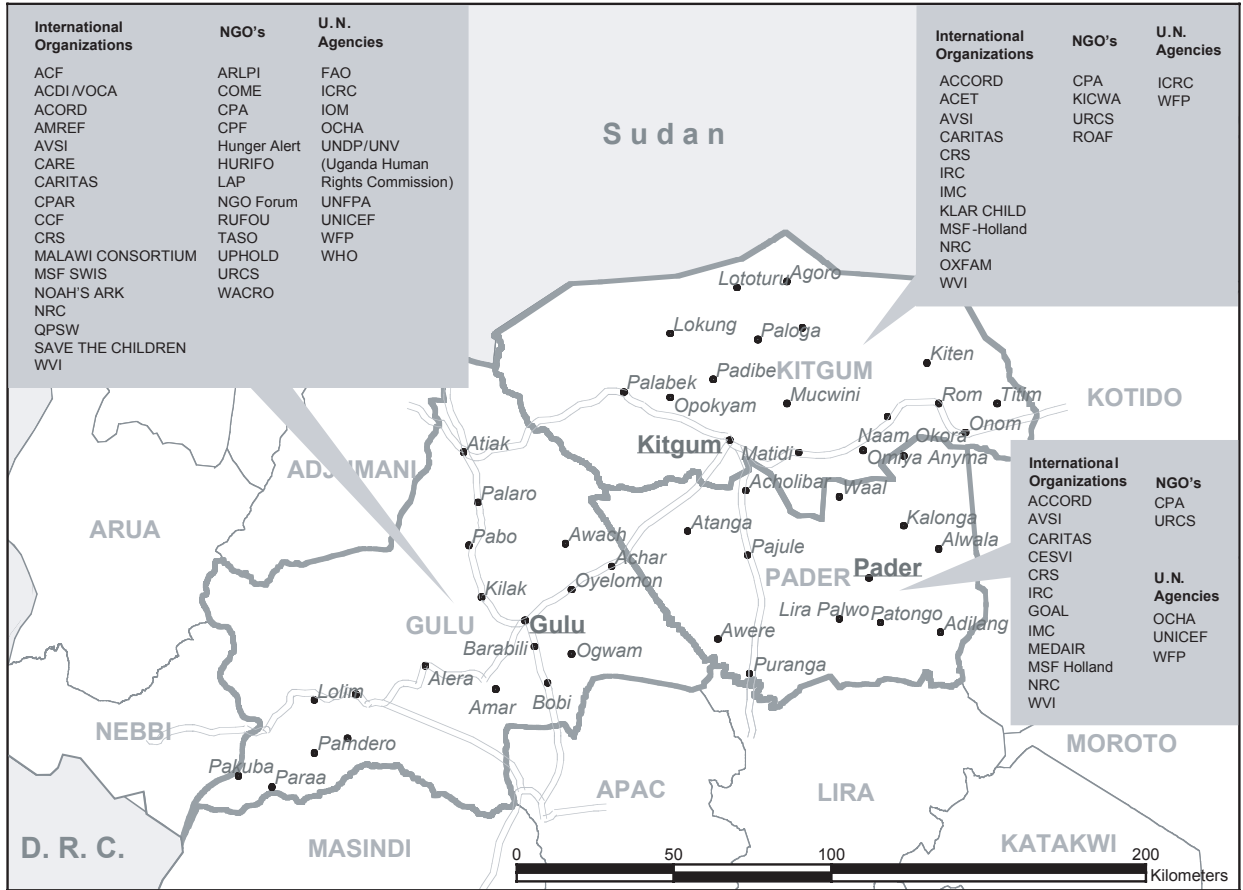 International
Organizations
ACF
ACDI/VOCA
ACORD
AMREF
AVSI
CARE
CARITAS
CPAR
CCF
CRS
MALAWI CONSORTIUM
MSF SWIS
NOAH'S ARK
NRC
QPSW
SAVE THE CHILDREN
WVI
NGO's
ARLPI
COME
CPA
CPF
Hunger Alert
HURIFO
LAP
NGO Forum
RUFOU
TASO
UPHOLD
URCS
WACRO
U.N.
Agencies
FAO
ICRC
IOM
OCHA
UNDP/UNV
(Uganda Human
Rights Commission)
UNFPA
UNICEF
WFP
WHO
Sudan
International
Organizations
ACCORD
ACET
AVSI
CARITAS
CRS
IRC
IMC
KLAR CHILD
MSF-Holland
NRC
OXFAM
WVI
NGO's
CPA
KICWA
URCS
ROAF
U.N.
Agencies
ICRC
WFP
Lototuru
Agoro
Lokung
Paloga
Kiten
Padibe
KITGUM
Palabek
Opokyam
Mucwini
Rom
Titim
KOTIDO
Naam Okora
Onom
Kitgum
Matidi
Omiya Anyma
Atiak
ADJUMANI
Acholibar
Waal
Palaro
ARUA
Atanga
Kalonga
Pabo
Awach
Alwala
Achar
Pajule
PADER
Pader
Kilak
Oyelomon
GULU
Gulu
Lira Palwo
Patongo
Adilang
Barabili
Ogwam
Awere
Alera
Puranga
Lolim
Amar
Bobi
NEBBI
Pamdero
Pakuba
Paraa
International
Organizations
ACCORD
AVSI
CARITAS
CESVI
CRS
IRC
GOAL
IMC
MEDAIR
MSF Holland
NRC
WVI
NGO's
CPA
URCS
U.N.
Agencies
OCHA
UNICEF
WFP
MOROTO
APAC
LIRA
D. R. C.
MASINDI
KATAKWI
0 50 100 200
Kilometers